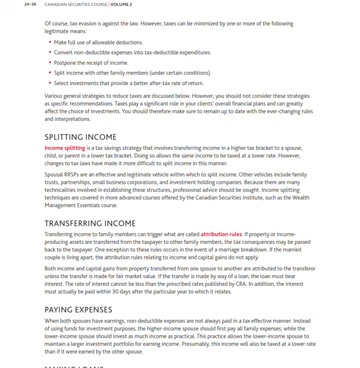 24•26 CANADIAN SECURITIES COURSE | VOLUME 2
Of course, tax evasion is against the law. However, taxes can be minimized by one or more of the following
legitimate means:
• Make full use of allowable deductions.
• Convert non-deductible expenses into tax-deductible expenditures.
• Postpone the receipt of income.
• Split income with other family members (under certain conditions).
• Select investments that provide a better after-tax rate of return.
Various general strategies to reduce taxes are discussed below. However, you should not consider these strategies
as specific recommendations. Taxes play a significant role in your clients' overall financial plans and can greatly
affect the choice of investments. You should therefore make sure to remain up to date with the ever-changing rules
and interpretations.
SPLITTING INCOME
Income splitting is a tax savings strategy that involves transferring income in a higher tax bracket to a spouse,
child, or parent in a lower tax bracket. Doing so allows the same income to be taxed at a lower rate. However,
changes to tax laws have made it more difficult to split income in this manner.
Spousal RRSPs are an effective and legitimate vehicle within which to split income. Other vehicles include family
trusts, partnerships, small business corporations, and investment holding companies. Because there are many
technicalities involved in establishing these structures, professional advice should be sought. Income splitting
techniques are covered in more advanced courses offered by the Canadian Securities Institute, such as the Wealth
Management Essentials course.
TRANSFERRING INCOME
Transferring income to family members can trigger what are called attribution rules. If property or income-
producing assets are transferred from the taxpayer to other family members, the tax consequences may be passed
back to the taxpayer. One exception to these rules occurs in the event of a marriage breakdown. If the married
couple is living apart, the attribution rules relating to income and capital gains do not apply.
Both income and capital gains from property transferred from one spouse to another are attributed to the transferor
unless the transfer is made for fair market value. If the transfer is made by way of a loan, the loan must bear
interest. The rate of interest cannot be less than the prescribed rates published by CRA. In addition, the interest
must actually be paid within 30 days after the particular year to which it relates.
PAYING EXPENSES
When both spouses have earnings, non-deductible expenses are not always paid in a tax effective manner. Instead
of using funds for investment purposes, the higher-income spouse should first pay all family expenses, while the
lower-income spouse should invest as much income as practical. This practice allows the lower-income spouse to
maintain a larger investment portfolio for earning income. Presumably, this income will also be taxed at a lower rate
than if it were earned by the other spouse.